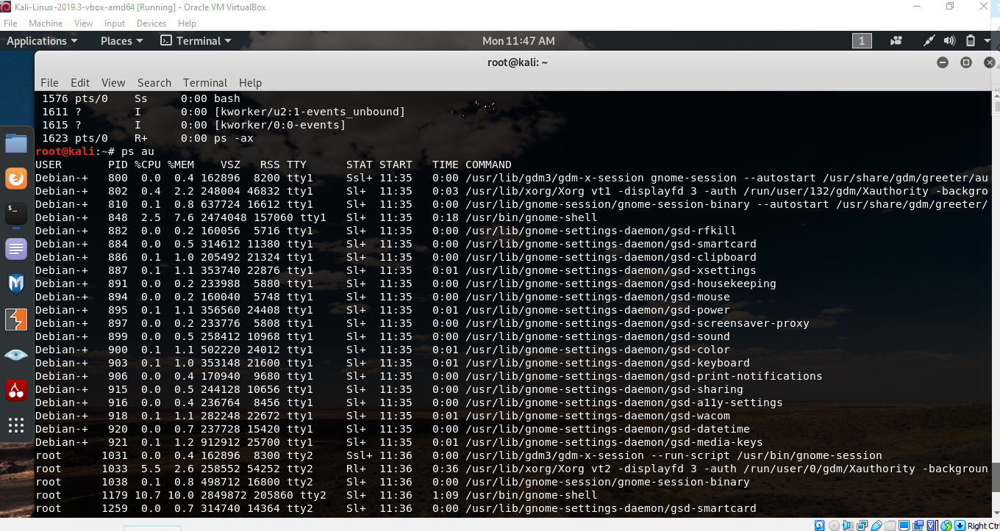 Kali-Linux-2019.3-vbox-amd64 [Running] - Oracle VM VirtualBox
File Machine View Input Devices Help
Applications Places Terminal Mon 11:47 AM 1
root@kali: ~
File Edit View Search Terminal Help
1576 pts/0 Ss 0:00 bash
1611 ? I 0:00 [kworker/u2:1-events_unbound]
1615 ? I 0:00 [kworker/0:0-events]
1623 pts/0 R+ 0:00 ps -ax
root@kali:~# ps au
USER PID %CPU %MEM VSZ RSS TTY STAT START TIME COMMAND
Debian-+ 800 0.0 0.4 162896 8200 tty1 Ssl+ 11:35 0:00 /usr/lib/gdm3/gdm-x-session gnome-session --autostart /usr/share/gdm/greeter/au
Debian-+ 802 0.4 2.2 248004 46832 tty1 Sl+ 11:35 0:03 /usr/lib/xorg/Xorg vt1 -displayfd 3 -auth /run/user/132/gdm/Xauthority -backgro
Debian-+ 810 0.1 0.8 637724 16612 tty1 Sl+ 11:35 0:00 /usr/lib/gnome-session/gnome-session-binary --autostart /usr/share/gdm/greeter/
Debian-+ 848 2.5 7.6 2474048 157060 tty1 Sl+ 11:35 0:18 /usr/bin/gnome-shell
Debian-+ 882 0.0 0.2 160056 5716 tty1 Sl+ 11:35 0:00 /usr/lib/gnome-settings-daemon/gsd-rfkill
Debian-+ 884 0.0 0.5 314612 11380 tty1 Sl+ 11:35 0:00 /usr/lib/gnome-settings-daemon/gsd-smartcard
Debian-+ 886 0.1 1.0 205492 21324 tty1 Sl+ 11:35 0:00 /usr/lib/gnome-settings-daemon/gsd-clipboard
Debian-+ 887 0.1 1.1 353740 22876 tty1 Sl+ 11:35 0:01 /usr/lib/gnome-settings-daemon/gsd-xsettings
Debian-+ 891 0.0 0.2 233988 5880 tty1 Sl+ 11:35 0:00 /usr/lib/gnome-settings-daemon/gsd-housekeeping
Debian-+ 894 0.0 0.2 160040 5748 tty1 Sl+ 11:35 0:00 /usr/lib/gnome-settings-daemon/gsd-mouse
Debian-+ 895 0.1 1.1 356560 24408 tty1 Sl+ 11:35 0:01 /usr/lib/gnome-settings-daemon/gsd-power
Debian-+ 897 0.0 0.2 233776 5808 tty1 Sl+ 11:35 0:00 /usr/lib/gnome-settings-daemon/gsd-screensaver-proxy
Debian-+ 899 0.0 0.5 258412 10968 tty1 Sl+ 11:35 0:00 /usr/lib/gnome-settings-daemon/gsd-sound
Debian-+ 900 0.1 1.1 502220 24012 tty1 Sl+ 11:35 0:01 /usr/lib/gnome-settings-daemon/gsd-color
Debian-+ 903 0.1 1.0 353148 21600 tty1 Sl+ 11:35 0:01 /usr/lib/gnome-settings-daemon/gsd-keyboard
Debian-+ 906 0.0 0.4 170940 9680 tty1 Sl+ 11:35 0:00 /usr/lib/gnome-settings-daemon/gsd-print-notifications
Debian-+ 915 0.0 0.5 244128 10656 tty1 Sl+ 11:35 0:00 /usr/lib/gnome-settings-daemon/gsd-sharing
Debian-+ 916 0.0 0.4 236764 8456 tty1 Sl+ 11:35 0:00 /usr/lib/gnome-settings-daemon/gsd-a11y-settings
Debian-+ 918 0.1 1.1 282248 22672 tty1 Sl+ 11:35 0:01 /usr/lib/gnome-settings-daemon/gsd-wacom
Debian-+ 920 0.0 0.7 237728 15420 tty1 Sl+ 11:35 0:00 /usr/lib/gnome-settings-daemon/gsd-datetime
Debian-+ 921 0.1 1.2 912912 25700 tty1 Sl+ 11:35 0:01 /usr/lib/gnome-settings-daemon/gsd-media-keys
root 1031 0.0 0.4 162896 8300 tty2 Ssl+ 11:36 0:00 /usr/lib/gdm3/gdm-x-session --run-script /usr/bin/gnome-session
root 1033 5.5 2.6 258552 54252 tty2 Rl+ 11:36 0:36 /usr/lib/xorg/Xorg vt2 -displayfd 3 -auth /run/user/0/gdm/Xauthority -backgroun
root 1038 0.1 0.8 498712 16800 tty2 Sl+ 11:36 0:00 /usr/lib/gnome-session/gnome-session-binary
root 1179 10.7 10.0 2849872 205860 tty2 Sl+ 11:36 1:09 /usr/bin/gnome-shell
root 1259 0.0 0.7 314740 14364 tty2 Sl+ 11:36 0:00 /usr/lib/gnome-settings-daemon/gsd-smartcard
Right Ctr